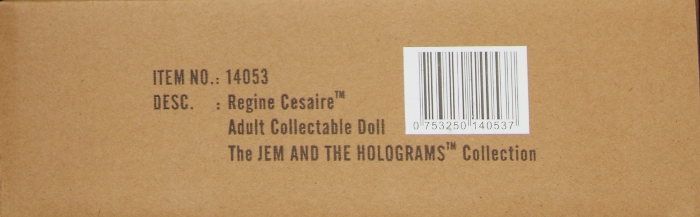 ITEM NO.: 14053
DESC. : Regine Cesaire™
Adult Collectable Doll
The JEM AND THE HOLOGRAMS™ Collection
0 753250 140537